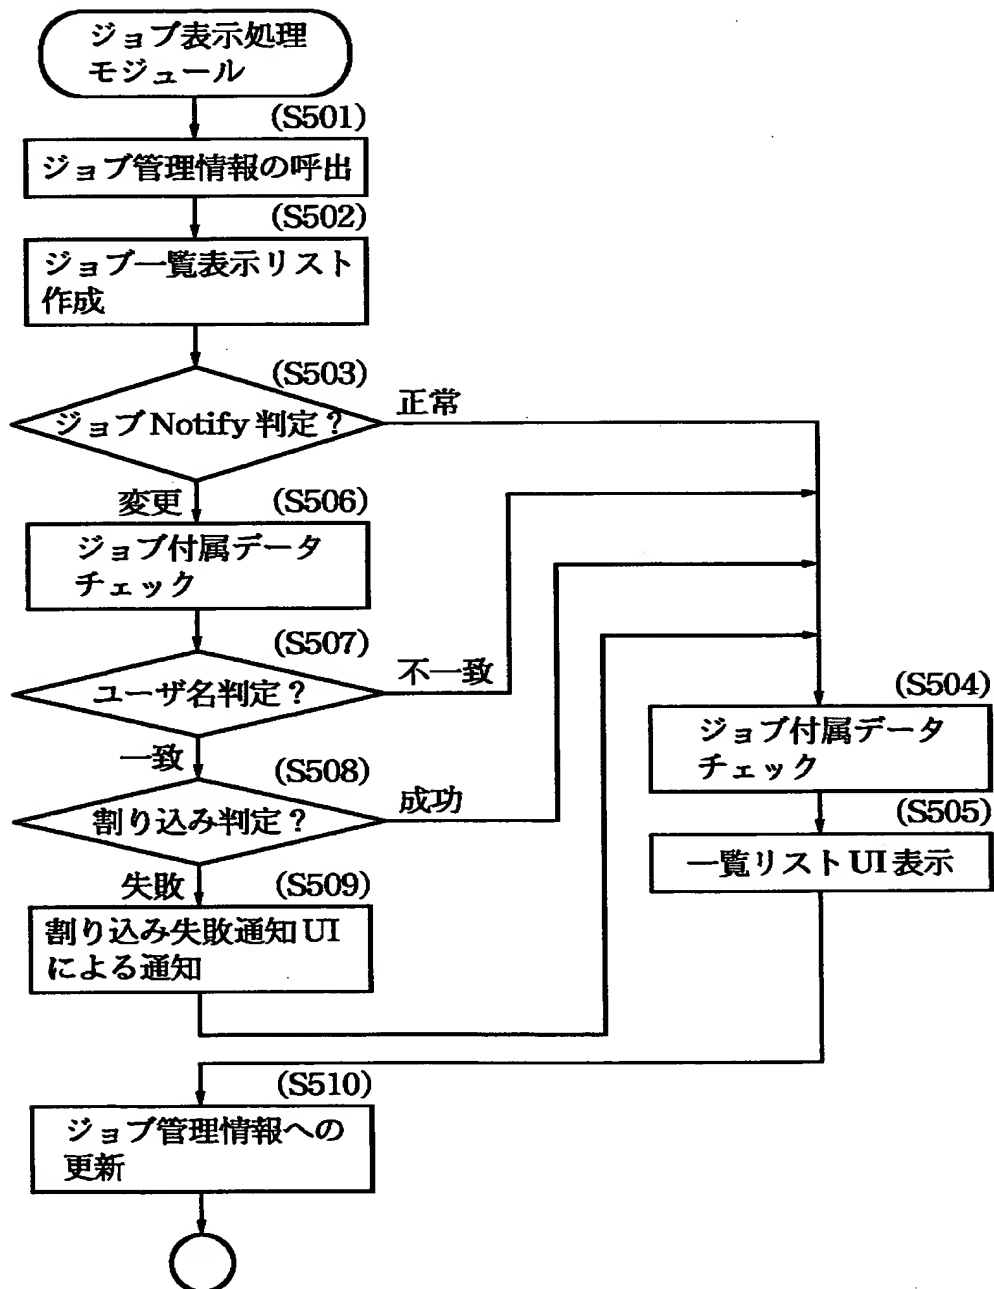 ジョブ表示処理
モジュール
(S501)
ジョブ管理情報の呼出
(S502)
ジョブ一覧表示リスト
作成
(S503)
ジョブNotify判定？
正常
変更
(S506)
ジョブ付属データ
チェック
(S507)
ユーザ名判定？
不一致
一致
(S508)
割り込み判定？
成功
失敗
(S509)
割り込み失敗通知UI
による通知
(S504)
ジョブ付属データ
チェック
(S505)
一覧リストUI表示
(S510)
ジョブ管理情報への
更新